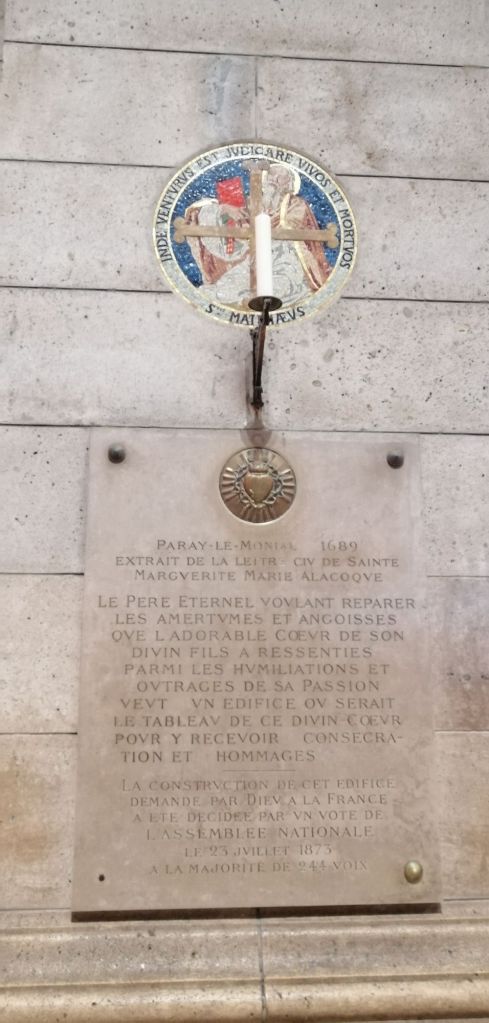 INDE VENTVRVS EST JVDICARE VIVOS ET MORTVOS
MATHÆVS
PARAY-LE-MONIAL 1689
EXTRAIT DE LA LETTRE CIV DE SAINTE
MARGVERITE MARIE ALACOQVE
LE PERE ETERNEL VOVLANT REPARER
LES AMERTVMES ET ANGOISSES
QVE L'ADORABLE CŒVR DE SON
DIVIN FILS A RESSENTIES
PARMI LES HVMILIATIONS ET
OVTRAGES DE SA PASSION
VEVT VN EDIFICE OV SERAIT
LE TABLEAV DE CE DIVIN CŒVR
POVR Y RECEVOIR CONSECRA-
TION ET HOMMAGES
LA CONSTRVCTION DE CET EDIFICE
DEMANDE PAR DIEV A LA FRANCE
A ETE DECIDEE PAR VN VOTE DE
L'ASSEMBLEE NATIONALE
LE 23 JVILLET 1873
A LA MAJORITE DE 244 VOIX